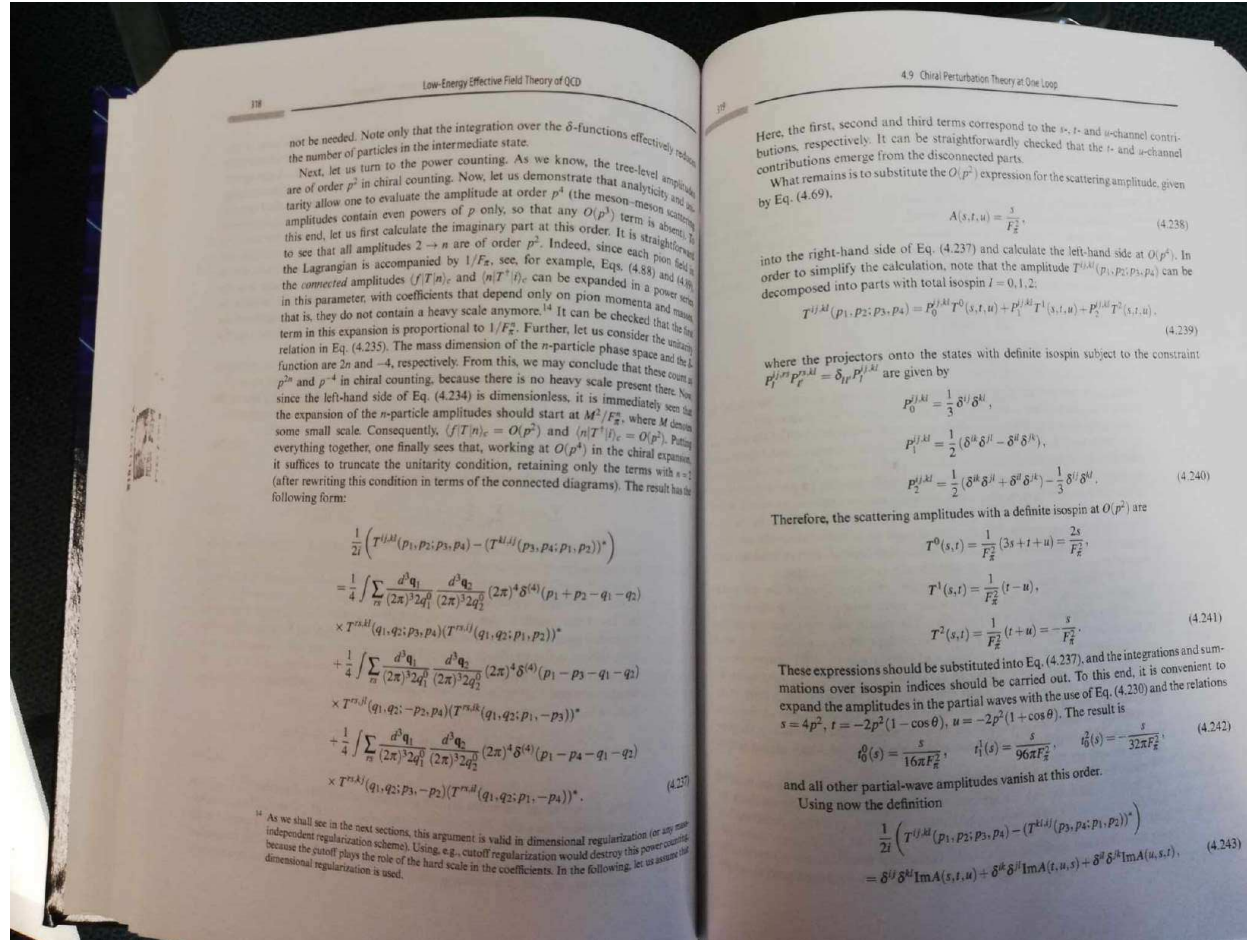 318
Low-Energy Effective Field Theory of QCD
not be needed. Note only that the integration over the δ-functions effectively reduces
the number of particles in the intermediate state.
Next, let us turn to the power counting. As we know, the tree-level amplitudes
are of order p² in chiral counting. Now, let us demonstrate that analyticity and uni-
tarity allow one to evaluate the amplitude at order p⁴ (the meson-meson scattering
amplitudes contain even powers of p only, so that any O(p³) term is absent). To
this end, let us first calculate the imaginary part at this order. It is straightforward
to see that all amplitudes 2 → n are of order p². Indeed, since each pion field in
the Lagrangian is accompanied by 1/F_π, see, for example, Eqs. (4.88) and (4.89),
the connected amplitudes ⟨f|T|n⟩_c and ⟨n|T†|i⟩_c can be expanded in a power series
in this parameter, with coefficients that depend only on pion momenta and masses,
that is, they do not contain a heavy scale anymore.¹⁴ It can be checked that the first
term in this expansion is proportional to 1/F_πⁿ. Further, let us consider the unitarity
relation in Eq. (4.235). The mass dimension of the n-particle phase space and the δ-
function are 2n and −4, respectively. From this, we may conclude that these count as
p²ⁿ and p⁻⁴ in chiral counting, because there is no heavy scale present there. Now,
since the left-hand side of Eq. (4.234) is dimensionless, it is immediately seen that
the expansion of the n-particle amplitudes should start at M²/F_πⁿ, where M denotes
some small scale. Consequently, ⟨f|T|n⟩_c = O(p²) and ⟨n|T†|i⟩_c = O(p²). Putting
everything together, one finally sees that, working at O(p⁴) in the chiral expansion,
it suffices to truncate the unitarity condition, retaining only the terms with n = 2
(after rewriting this condition in terms of the connected diagrams). The result has the
following form:
1/2i (T^{ij,kl}(p₁,p₂;p₃,p₄) − (T^{kl,ij}(p₃,p₄;p₁,p₂))*)
= 1/4 ∫∑_{rs} d³q₁/(2π)³2q₁⁰ d³q₂/(2π)³2q₂⁰ (2π)⁴δ⁽⁴⁾(p₁ + p₂ − q₁ − q₂)
× T^{rs,kl}(q₁,q₂;p₃,p₄)(T^{rs,ij}(q₁,q₂;p₁,p₂))*
+ 1/4 ∫∑_{rs} d³q₁/(2π)³2q₁⁰ d³q₂/(2π)³2q₂⁰ (2π)⁴δ⁽⁴⁾(p₁ − p₃ − q₁ − q₂)
× T^{rs,jl}(q₁,q₂;−p₂,p₄)(T^{rs,ik}(q₁,q₂;p₁,−p₃))*
+ 1/4 ∫∑_{rs} d³q₁/(2π)³2q₁⁰ d³q₂/(2π)³2q₂⁰ (2π)⁴δ⁽⁴⁾(p₁ − p₄ − q₁ − q₂)
× T^{rs,kj}(q₁,q₂;p₃,−p₂)(T^{rs,il}(q₁,q₂;p₁,−p₄))*. (4.237)
¹⁴ As we shall see in the next sections, this argument is valid in dimensional regularization (or any mass-
independent regularization scheme). Using, e.g., cutoff regularization would destroy this power counting,
because the cutoff plays the role of the hard scale in the coefficients. In the following, let us assume that
dimensional regularization is used.
319
4.9 Chiral Perturbation Theory at One Loop
Here, the first, second and third terms correspond to the s-, t- and u-channel contri-
butions, respectively. It can be straightforwardly checked that the t- and u-channel
contributions emerge from the disconnected parts.
What remains is to substitute the O(p²) expression for the scattering amplitude, given
by Eq. (4.69),
A(s,t,u) = s/F_π², (4.238)
into the right-hand side of Eq. (4.237) and calculate the left-hand side at O(p⁴). In
order to simplify the calculation, note that the amplitude T^{ij,kl}(p₁,p₂;p₃,p₄) can be
decomposed into parts with total isospin I = 0,1,2:
T^{ij,kl}(p₁,p₂;p₃,p₄) = P₀^{ij,kl}T⁰(s,t,u) + P₁^{ij,kl}T¹(s,t,u) + P₂^{ij,kl}T²(s,t,u),
(4.239)
where the projectors onto the states with definite isospin subject to the constraint
P_I^{ij,rs}P_{I′}^{rs,kl} = δ_{II′}P_I^{ij,kl} are given by
P₀^{ij,kl} = 1/3 δ^{ij}δ^{kl},
P₁^{ij,kl} = 1/2 (δ^{ik}δ^{jl} − δ^{il}δ^{jk}),
P₂^{ij,kl} = 1/2 (δ^{ik}δ^{jl} + δ^{il}δ^{jk}) − 1/3 δ^{ij}δ^{kl}. (4.240)
Therefore, the scattering amplitudes with a definite isospin at O(p²) are
T⁰(s,t) = 1/F_π² (3s + t + u) = 2s/F_π²,
T¹(s,t) = 1/F_π² (t − u),
T²(s,t) = 1/F_π² (t + u) = −s/F_π². (4.241)
These expressions should be substituted into Eq. (4.237), and the integrations and sum-
mations over isospin indices should be carried out. To this end, it is convenient to
expand the amplitudes in the partial waves with the use of Eq. (4.230) and the relations
s = 4p², t = −2p²(1 − cosθ), u = −2p²(1 + cosθ). The result is
t₀⁰(s) = s/16πF_π², t₁¹(s) = s/96πF_π², t₀²(s) = −s/32πF_π², (4.242)
and all other partial-wave amplitudes vanish at this order.
Using now the definition
1/2i (T^{ij,kl}(p₁,p₂;p₃,p₄) − (T^{kl,ij}(p₃,p₄;p₁,p₂))*)
= δ^{ij}δ^{kl}ImA(s,t,u) + δ^{ik}δ^{jl}ImA(t,u,s) + δ^{il}δ^{jk}ImA(u,s,t), (4.243)